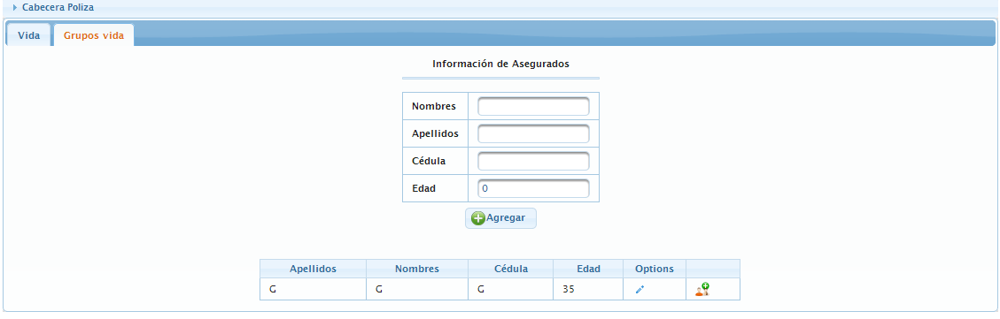 Cabecera Poliza
Vida Grupos vida
Información de Asegurados
Nombres
Apellidos
Cédula
Edad 0
Agregar
Apellidos Nombres Cédula Edad Options
G G G 35